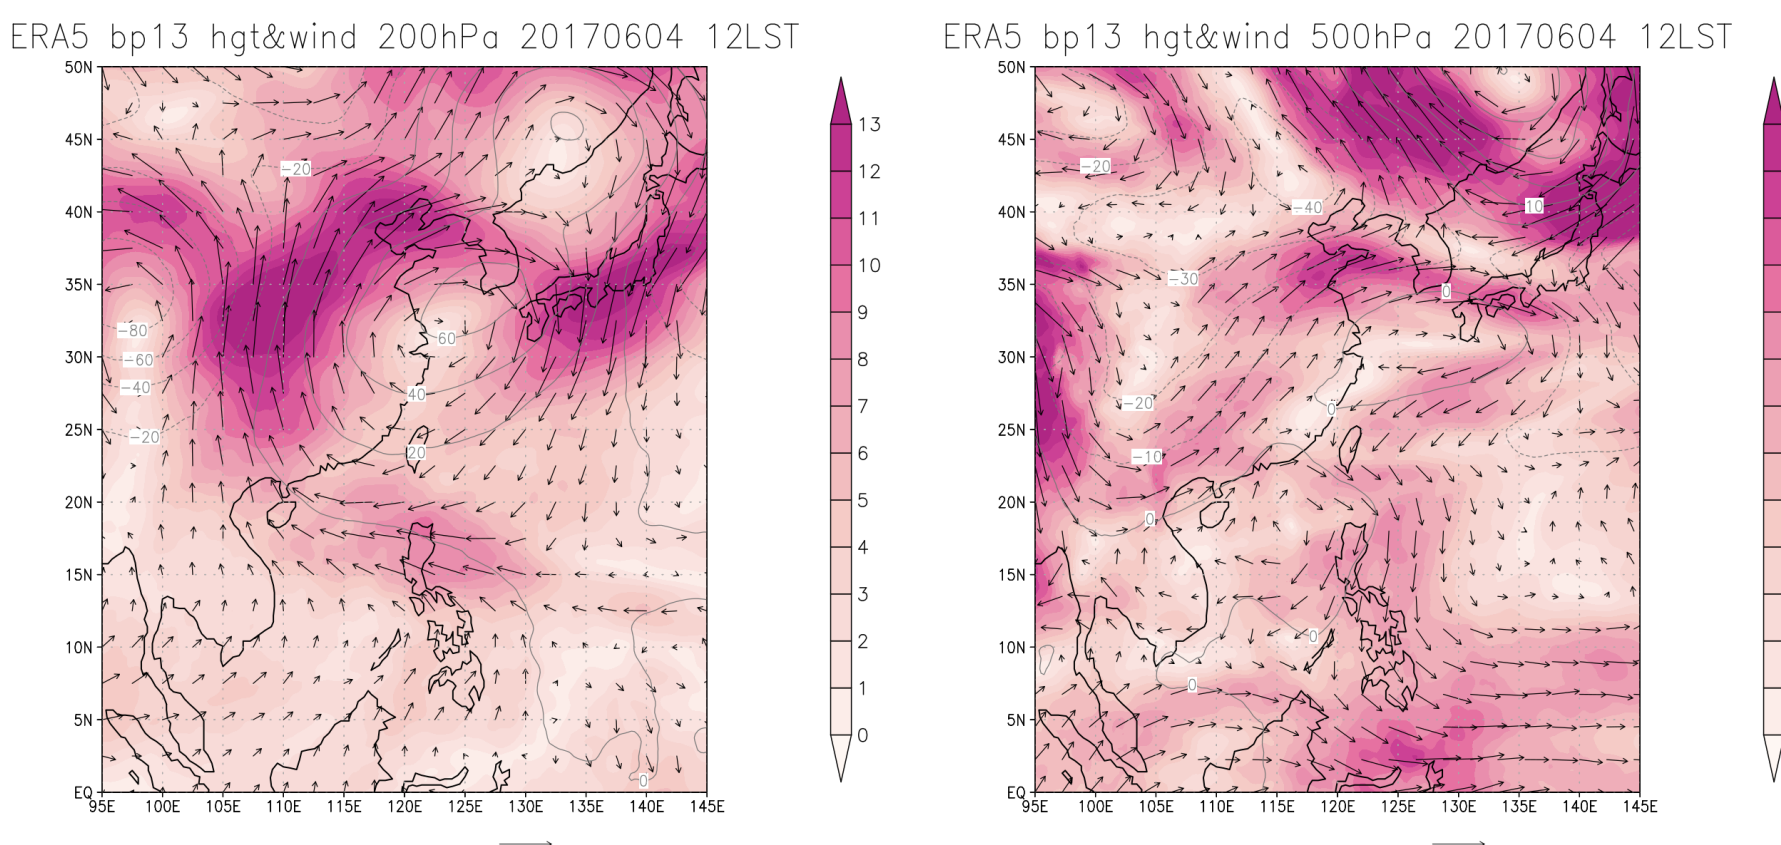 ERA5 bp13 hgt&wind 200hPa 20170604 12LST
50N
45N
40N
35N
30N
25N
20N
15N
10N
5N
EQ
95E 100E 105E 110E 115E 120E 125E 130E 135E 140E 145E
-20
-80
-60
-40
-20
60
40
20
0
13
12
11
10
9
8
7
6
5
4
3
2
1
0
ERA5 bp13 hgt&wind 500hPa 20170604 12LST
50N
45N
40N
35N
30N
25N
20N
15N
10N
5N
EQ
95E 100E 105E 110E 115E 120E 125E 130E 135E 140E 145E
-20
-40
10
-30
0
-20
0
-10
0
0
0